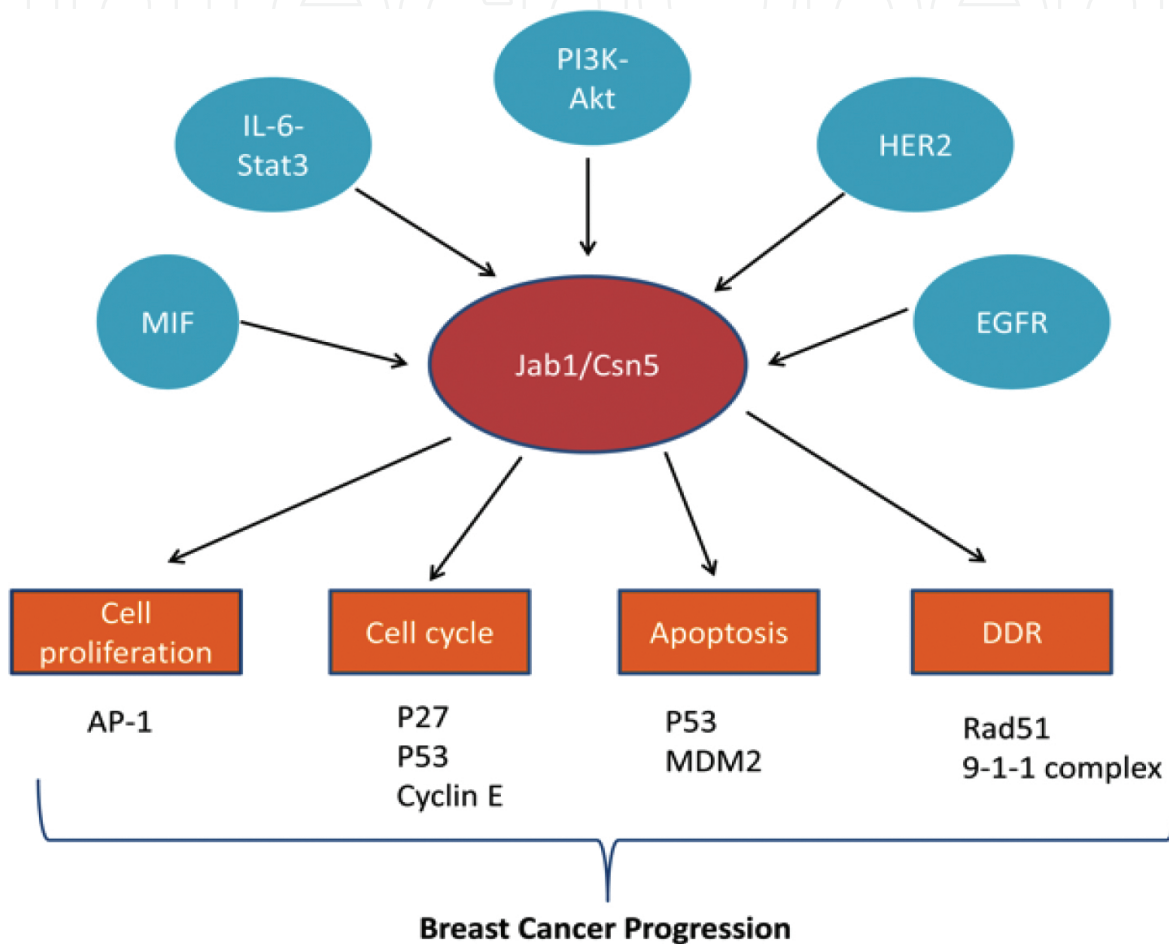 PI3K-
Akt
IL-6-
Stat3
HER2
MIF
EGFR
Jab1/Csn5
Cell
proliferation
Cell cycle
Apoptosis
DDR
AP-1
P27
P53
Cyclin E
P53
MDM2
Rad51
9-1-1 complex
Breast Cancer Progression